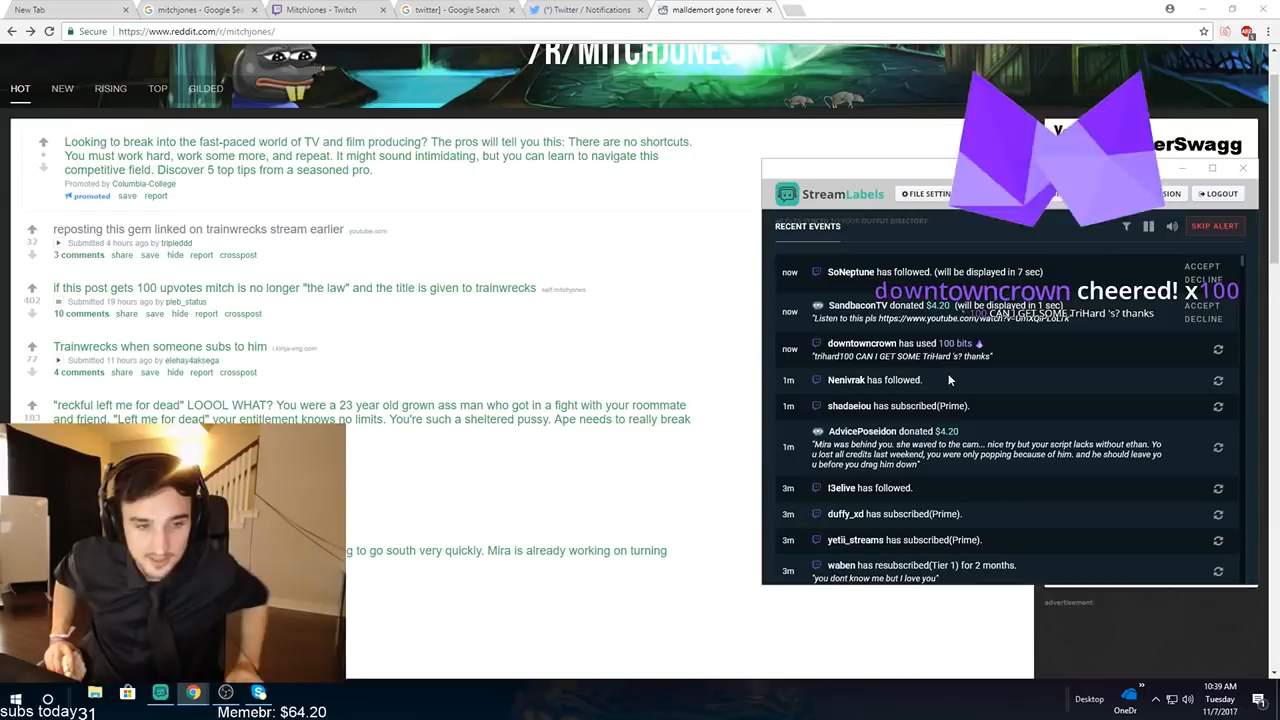 New Tab
mitchjones - Google Se
MitchJones - Twitch
twitter] - Google Search
(*) Twitter / Notifications
malldemort gone forever
Secure
https://www.reddit.com/r/mitchjones/
/R/MITCHJONES
HOT
NEW
RISING
TOP
GILDED
Looking to break into the fast-paced world of TV and film producing? The pros will tell you this: There are no shortcuts.
You must work hard, work some more, and repeat. It might sound intimidating, but you can learn to navigate this
competitive field. Discover 5 top tips from a seasoned pro.
Promoted by Columbia-College
promoted save report
32
reposting this gem linked on trainwrecks stream earlier youtube.com
Submitted 4 hours ago by tripleddd
3 comments share save hide report crosspost
402
if this post gets 100 upvotes mitch is no longer "the law" and the title is given to trainwrecks self.mitchjones
Submitted 19 hours ago by pleb_status
10 comments share save hide report crosspost
77
Trainwrecks when someone subs to him i.kinja-img.com
Submitted 11 hours ago by elehay4aksega
4 comments share save hide report crosspost
103
"reckful left me for dead" LOOOL WHAT? You were a 23 year old grown ass man who got in a fight with your roommate
and friend. "Left me for dead" your entitlement knows no limits. You're such a sheltered pussy. Ape needs to really break
g to go south very quickly. Mira is already working on turning
erSwagg
StreamLabels
FILE SETTIN
SION
LOGOUT
RECENT EVENTS
SKIP ALERT
now
SoNeptune has followed. (will be displayed in 7 sec)
ACCEPT
DECLINE
downtowncrown cheered! x100
100 CAN I GET SOME TriHard 's? thanks
now
SandbaconTV donated $4.20 (will be displayed in 1 sec)
"Listen to this pls https://www.youtube.com/watch?v=
ACCEPT
DECLINE
now
downtowncrown has used 100 bits
"trihard100 CAN I GET SOME TriHard 's? thanks"
1m
Nenivrak has followed.
1m
shadaeiou has subscribed(Prime).
1m
AdvicePoseidon donated $4.20
"Mira was behind you. she waved to the cam... nice try but your script lacks without ethan. Yo
u lost all credits last weekend, you were only popping because of him. and he should leave yo
u before you drag him down"
3m
I3elive has followed.
3m
duffy_xd has subscribed(Prime).
3m
yetii_streams has subscribed(Prime).
3m
waben has resubscribed(Tier 1) for 2 months.
"you dont know me but I love you"
advertisement
subs today31
Memebr: $64.20
Desktop
OneDr
10:39 AM
Tuesday
11/7/2017